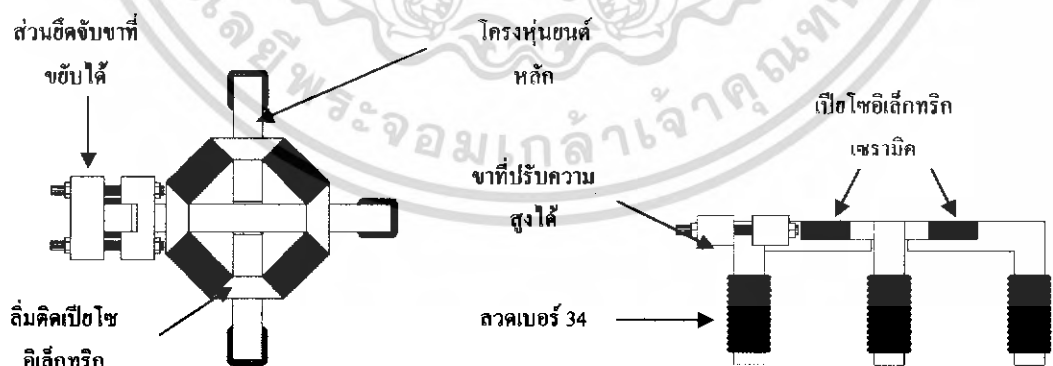 ส่วนยึดจับขาที่
ขยับได้
โครงหุ่นยนต์
หลัก
เปียโซอิเล็กทริก
เซรามิค
ขาที่ปรับความ
สูงได้
ลิ่มติดเปียโซ
อิเล็กทริก
ลวดเบอร์ 34